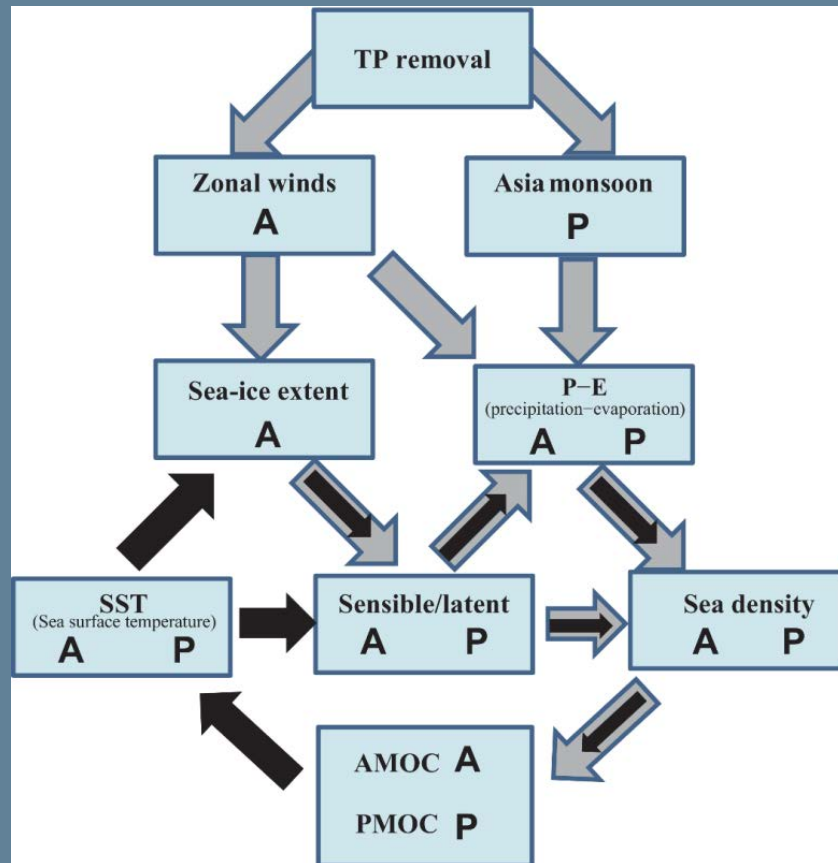 TP removal
Zonal winds
A
Asia monsoon
P
Sea-ice extent
A
P−E
(precipitation−evaporation)
A P
SST
(Sea surface temperature)
A P
Sensible/latent
A P
Sea density
A P
AMOC A
PMOC P